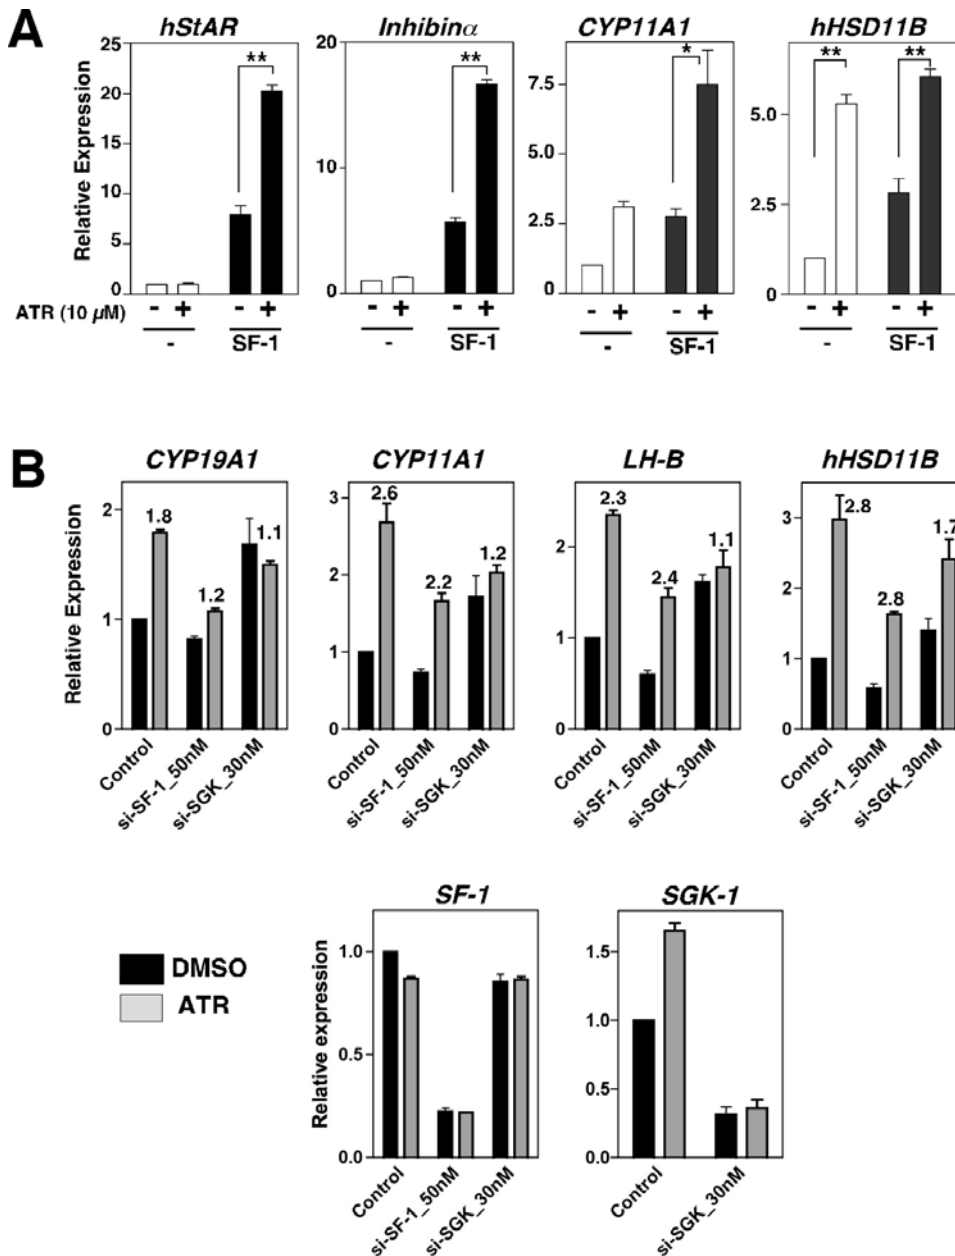 A
hStAR
Inhibinα
CYP11A1
hHSD11B
Relative Expression
25
20
15
10
5
0
**
20
10
0
**
7.5
5.0
2.5
0
*
5.0
2.5
0
**
**
ATR (10 µM)
- + - +
- + - +
- + - +
- + - +
- SF-1
- SF-1
- SF-1
- SF-1
B
CYP19A1
CYP11A1
LH-B
hHSD11B
Relative Expression
2
1
0
1.8
1.2
1.1
3
2
1
0
2.6
2.2
1.2
2
1
0
2.3
2.4
1.1
3
2
1
0
2.8
2.8
1.7
Control
si-SF-1_50nM
si-SGK_30nM
Control
si-SF-1_50nM
si-SGK_30nM
Control
si-SF-1_50nM
si-SGK_30nM
Control
si-SF-1_50nM
si-SGK_30nM
DMSO
ATR
SF-1
SGK-1
Relative expression
1.0
0.5
0.0
1.5
1.0
0.5
0.0
Control
si-SF-1_50nM
si-SGK_30nM
Control
si-SGK_30nM